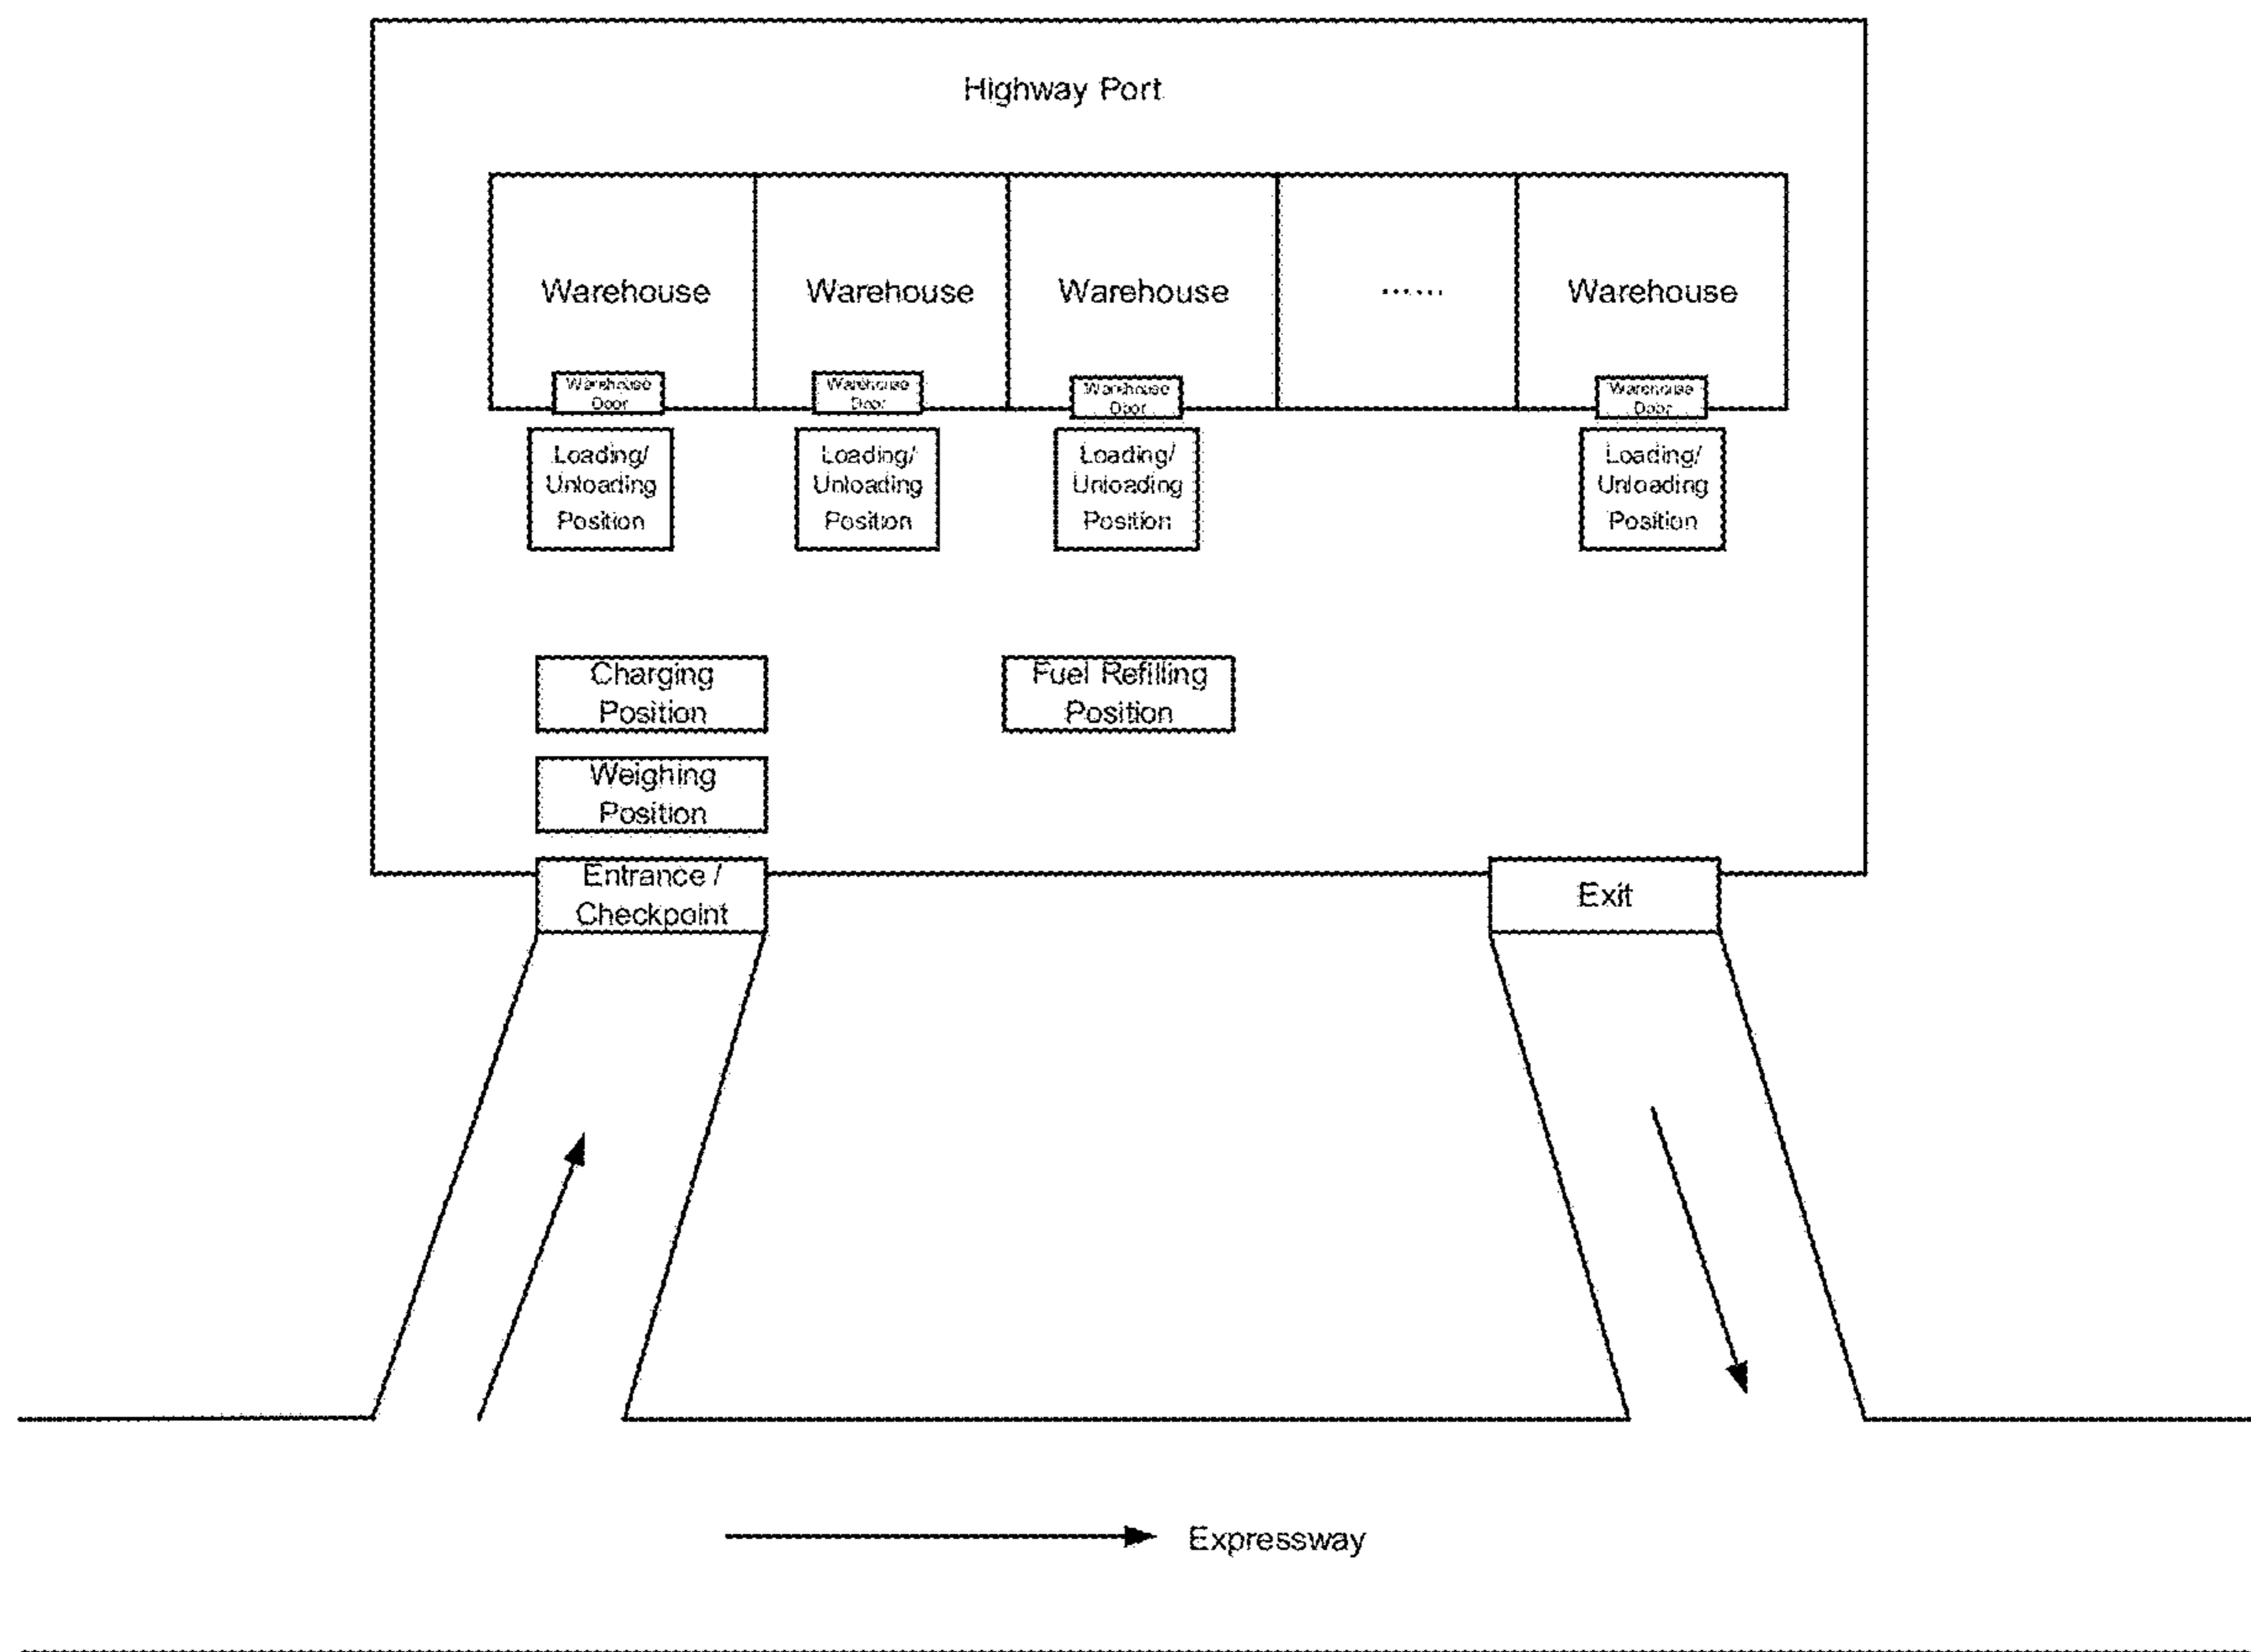 Highway Port
Warehouse
Warehouse
Warehouse
......
Warehouse
Warehouse
Door
Warehouse
Door
Warehouse
Door
Warehouse
Door
Loading/
Unloading
Position
Loading/
Unloading
Position
Loading/
Unloading
Position
Loading/
Unloading
Position
Charging
Position
Fuel Refilling
Position
Weighing
Position
Entrance /
Checkpoint
Exit
Expressway